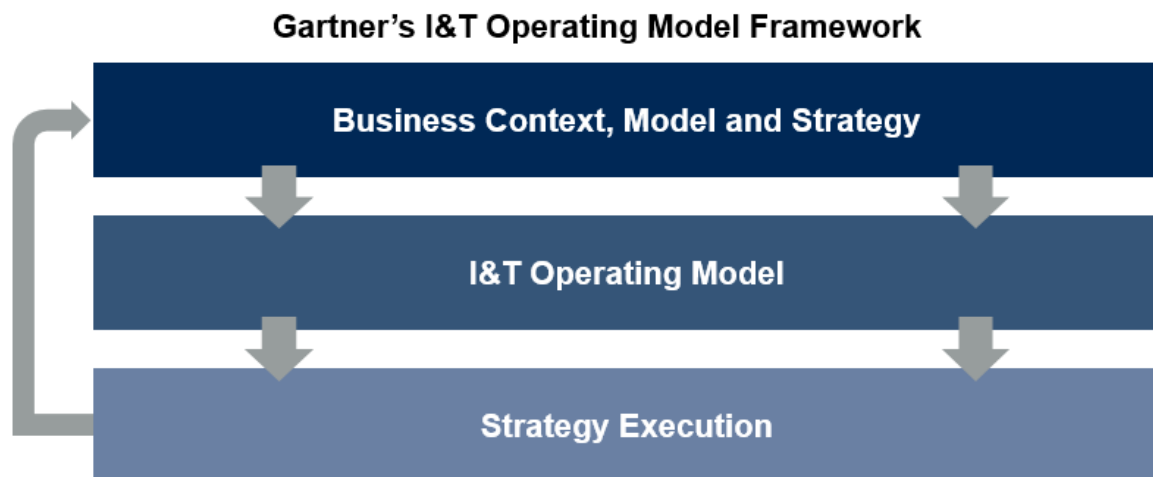 Gartner’s I&T Operating Model Framework
Business Context, Model and Strategy
I&T Operating Model
Strategy Execution